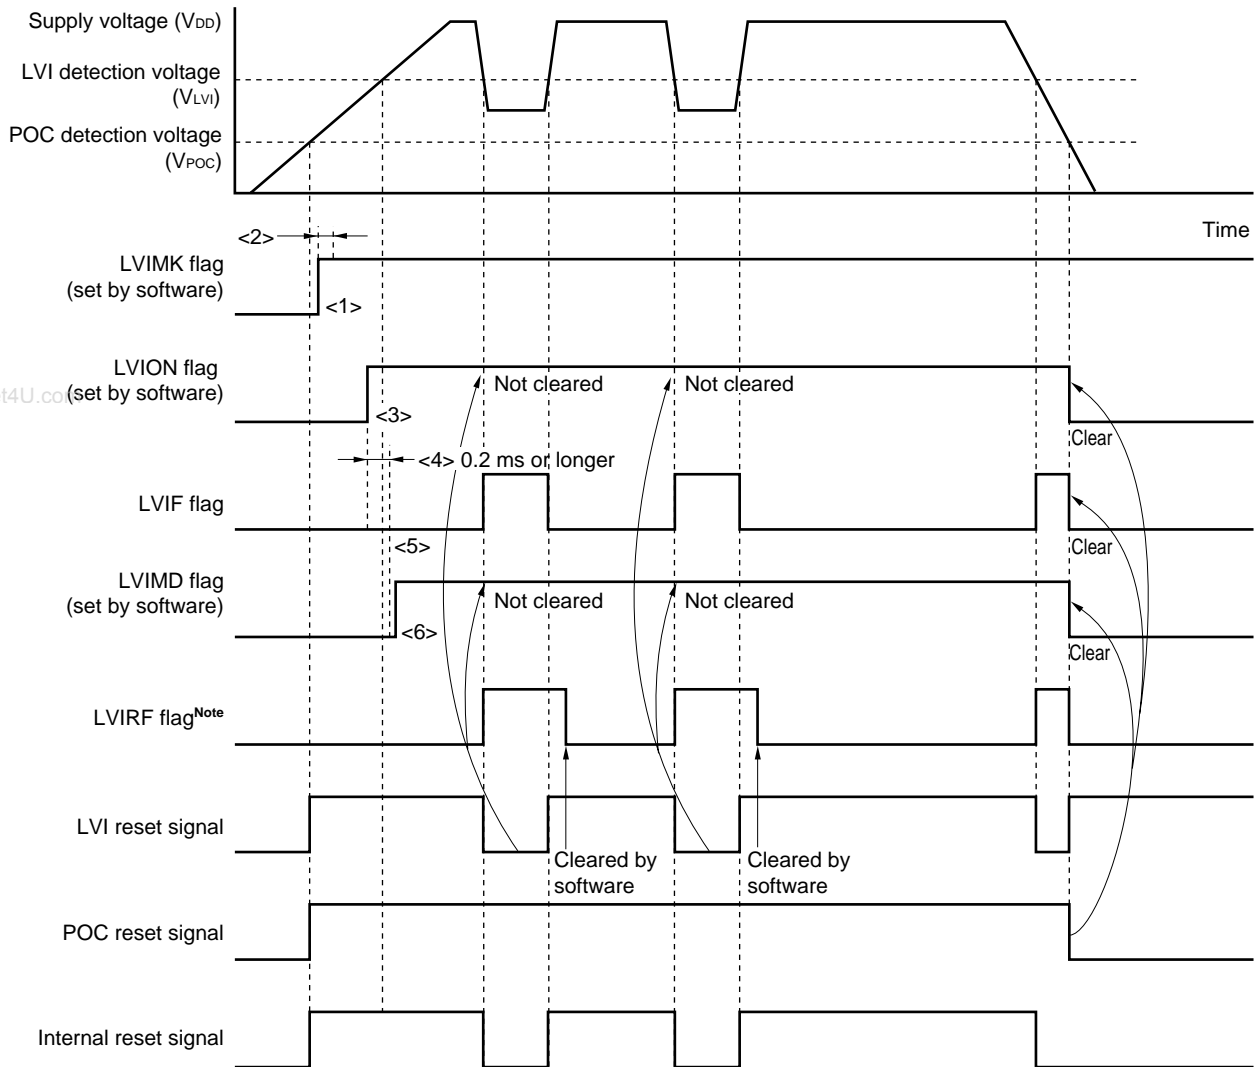 Supply voltage (VDD)
LVI detection voltage
(VLVI)
POC detection voltage
(VPOC)
Time
<2>
LVIMK flag
(set by software)
<1>
LVION flag
(set by software)
Not cleared
Not cleared
<3>
Clear
<4> 0.2 ms or longer
LVIF flag
<5>
Clear
LVIMD flag
(set by software)
Not cleared
Not cleared
<6>
Clear
LVIRF flagNote
LVI reset signal
Cleared by
software
Cleared by
software
POC reset signal
Internal reset signal